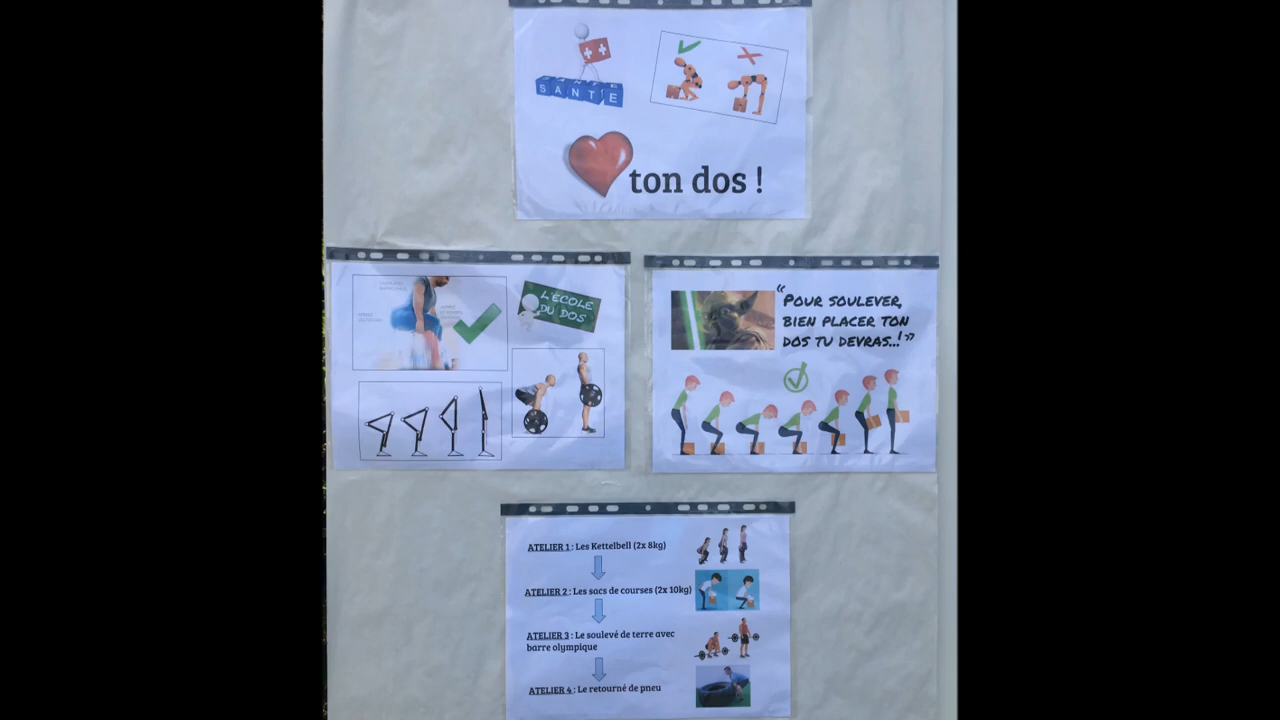 SANTE
SANTE
ton dos !
L'ÉCOLE
DU DOS
“POUR SOULEVER,
BIEN PLACER TON
DOS TU DEVRAS..!”
ATELIER 1 : Les Kettelbell (2x 8kg)
ATELIER 2 : Les sacs de courses (2x 10kg)
ATELIER 3 : Le soulevé de terre avec
barre olympique
ATELIER 4 : Le retourné de pneu